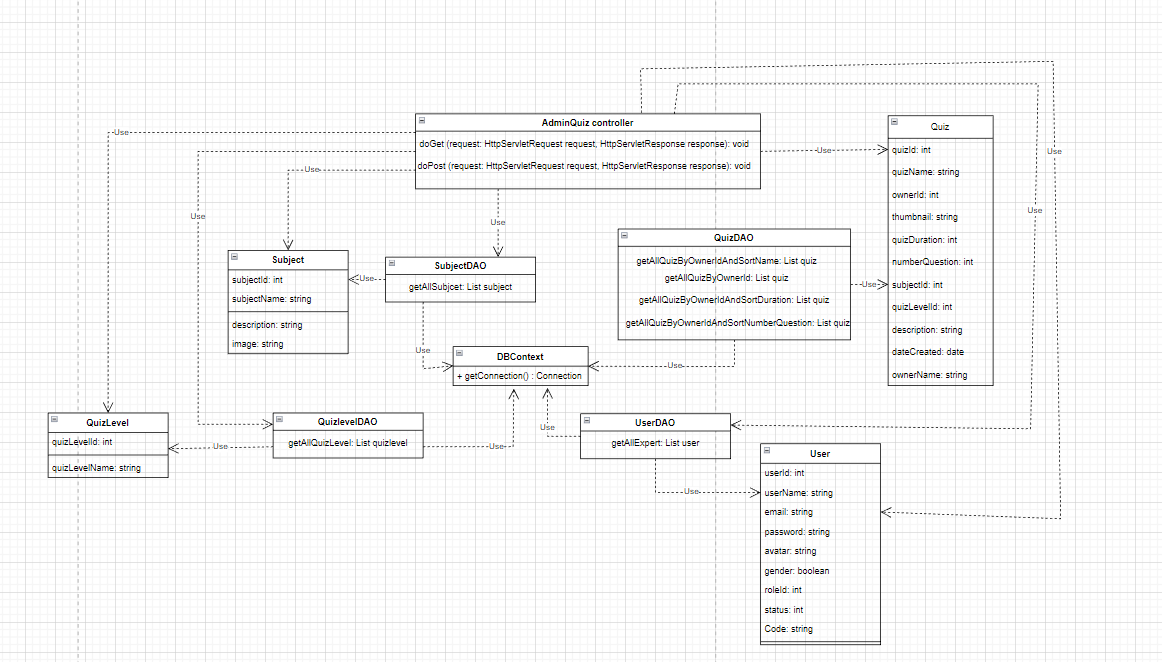 AdminQuiz controller
doGet (request: HttpServletRequest request, HttpServletResponse response): void
doPost (request: HttpServletRequest request, HttpServletResponse response): void
Quiz
quizId: int
quizName: string
ownerId: int
thumbnail: string
quizDuration: int
numberQuestion: int
subjectId: int
quizLevelId: int
description: string
dateCreated: date
ownerName: string
Use
Use
Use
Use
Use
Use
Use
QuizDAO
getAllQuizByOwnerIdAndSortName: List quiz
getAllQuizByOwnerId: List quiz
getAllQuizByOwnerIdAndSortDuration: List quiz
getAllQuizByOwnerIdAndSortNumberQuestion: List quiz
Use
Subject
subjectId: int
subjectName: string
description: string
image: string
Use
SubjectDAO
getAllSubjcet: List subject
Use
DBContext
+ getConnection() : Connection
Use
QuizLevel
quizLevelId: int
quizLevelName: string
Use
QuizlevelDAO
getAllQuizLevel: List quizlevel
Use
Use
UserDAO
getAllExpert: List user
Use
User
userId: int
userName: string
email: string
password: string
avatar: string
gender: boolean
roleId: int
status: int
Code: string